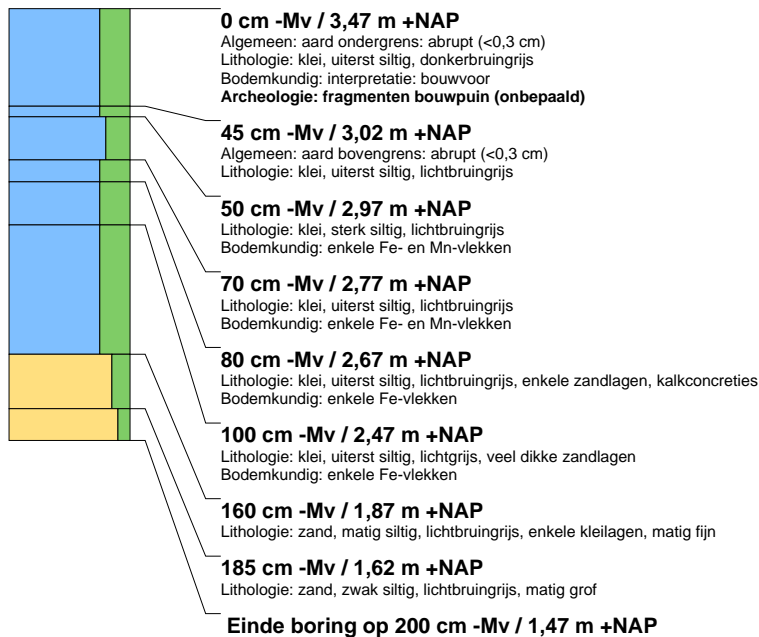 0 cm -Mv / 3,47 m +NAP
Algemeen: aard ondergrens: abrupt (<0,3 cm)
Lithologie: klei, uiterst siltig, donkerbruingrijs
Bodemkundig: interpretatie: bouwvoor
Archeologie: fragmenten bouwpuin (onbepaald)
45 cm -Mv / 3,02 m +NAP
Algemeen: aard bovengrens: abrupt (<0,3 cm)
Lithologie: klei, uiterst siltig, lichtbruingrijs
50 cm -Mv / 2,97 m +NAP
Lithologie: klei, sterk siltig, lichtbruingrijs
Bodemkundig: enkele Fe- en Mn-vlekken
70 cm -Mv / 2,77 m +NAP
Lithologie: klei, uiterst siltig, lichtbruingrijs
Bodemkundig: enkele Fe- en Mn-vlekken
80 cm -Mv / 2,67 m +NAP
Lithologie: klei, uiterst siltig, lichtbruingrijs, enkele zandlagen, kalkconcreties
Bodemkundig: enkele Fe-vlekken
100 cm -Mv / 2,47 m +NAP
Lithologie: klei, uiterst siltig, lichtgrijs, veel dikke zandlagen
Bodemkundig: enkele Fe-vlekken
160 cm -Mv / 1,87 m +NAP
Lithologie: zand, matig siltig, lichtbruingrijs, enkele kleilagen, matig fijn
185 cm -Mv / 1,62 m +NAP
Lithologie: zand, zwak siltig, lichtbruingrijs, matig grof
Einde boring op 200 cm -Mv / 1,47 m +NAP